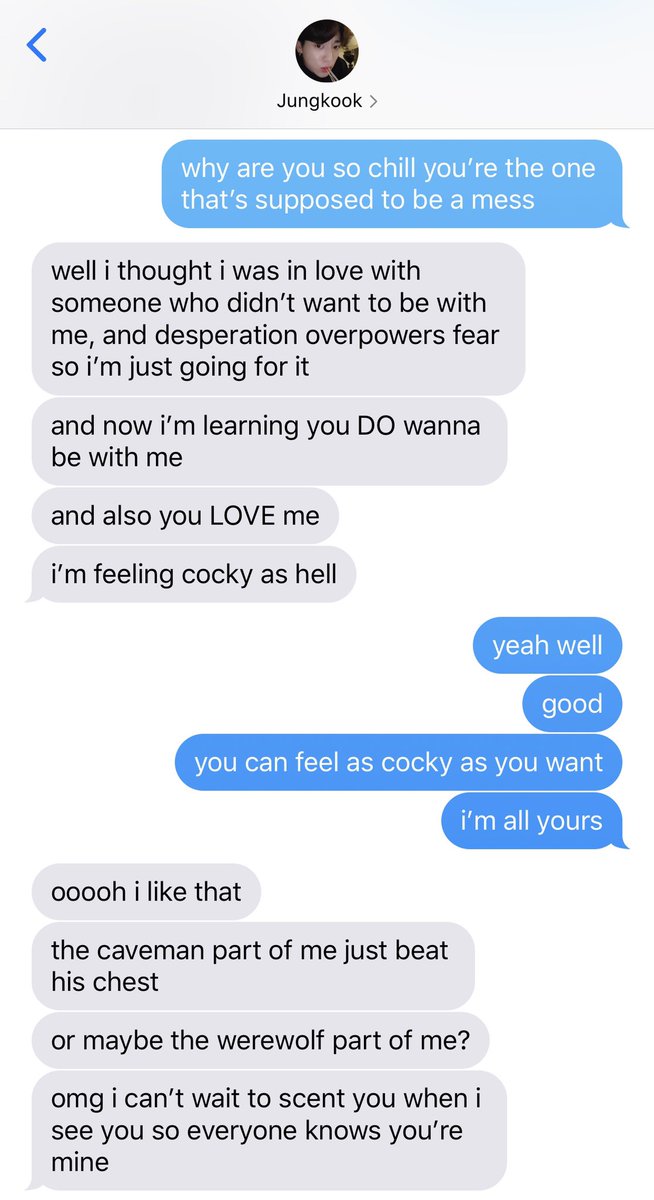 Jungkook
why are you so chill you’re the one
that’s supposed to be a mess
well i thought i was in love with
someone who didn’t want to be with
me, and desperation overpowers fear
so i’m just going for it
and now i’m learning you DO wanna
be with me
and also you LOVE me
i’m feeling cocky as hell
yeah well
good
you can feel as cocky as you want
i’m all yours
ooooh i like that
the caveman part of me just beat
his chest
or maybe the werewolf part of me?
omg i can’t wait to scent you when i
see you so everyone knows you’re
mine